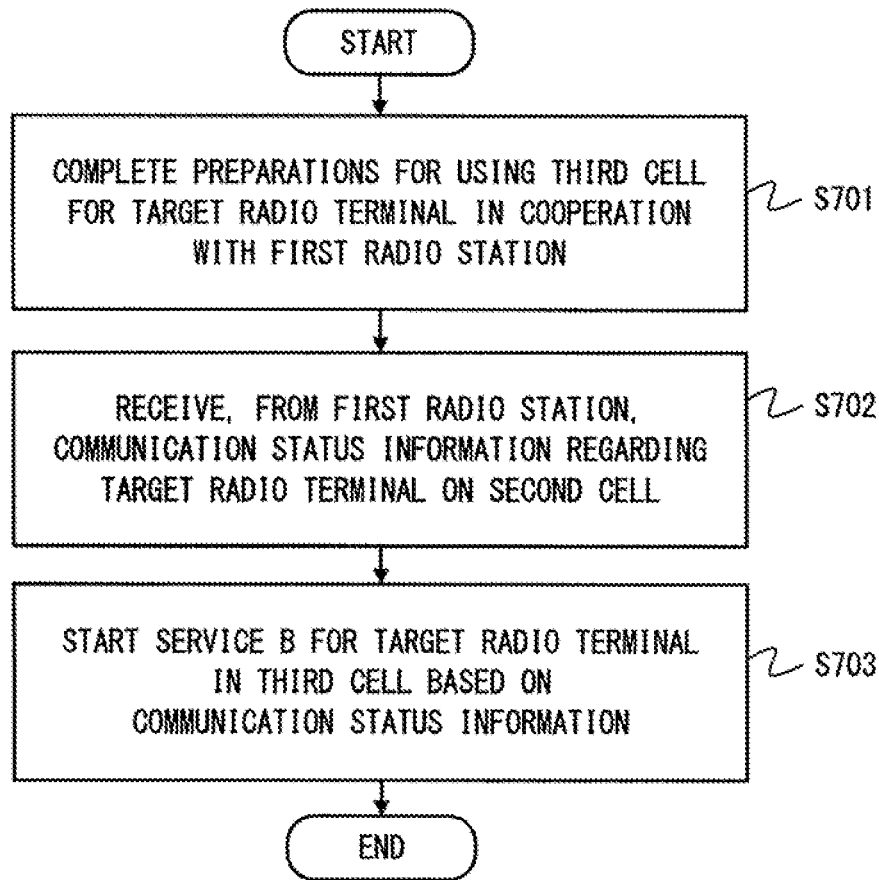 START
COMPLETE PREPARATIONS FOR USING THIRD CELL
FOR TARGET RADIO TERMINAL IN COOPERATION
WITH FIRST RADIO STATION
S701
RECEIVE, FROM FIRST RADIO STATION,
COMMUNICATION STATUS INFORMATION REGARDING
TARGET RADIO TERMINAL ON SECOND CELL
S702
START SERVICE B FOR TARGET RADIO TERMINAL
IN THIRD CELL BASED ON
COMMUNICATION STATUS INFORMATION
S703
END